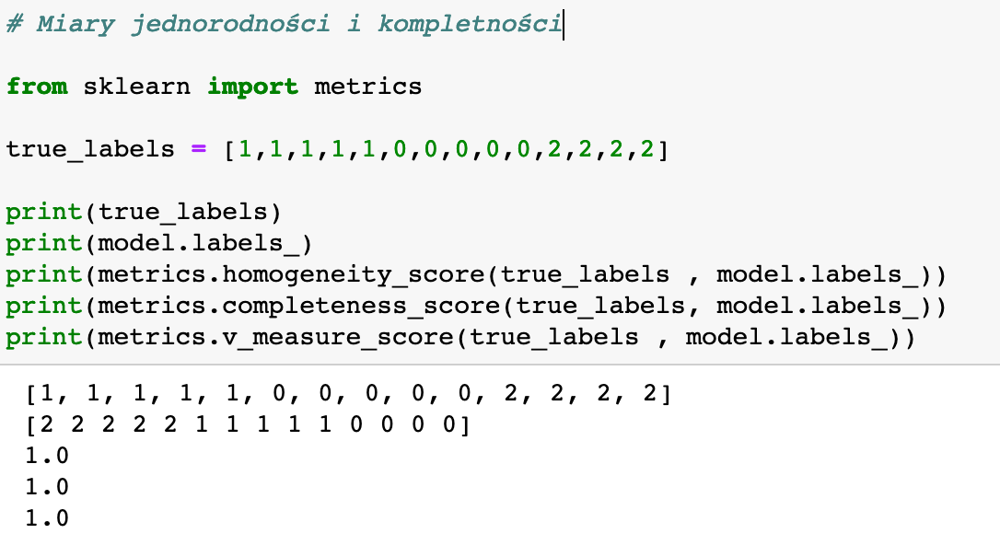 # Miary jednorodności i kompletności
from sklearn import metrics
true_labels = [1,1,1,1,1,0,0,0,0,0,2,2,2,2]
print(true_labels)
print(model.labels_)
print(metrics.homogeneity_score(true_labels , model.labels_))
print(metrics.completeness_score(true_labels, model.labels_))
print(metrics.v_measure_score(true_labels , model.labels_))
[1, 1, 1, 1, 1, 0, 0, 0, 0, 0, 2, 2, 2, 2]
[2 2 2 2 2 1 1 1 1 1 0 0 0 0]
1.0
1.0
1.0